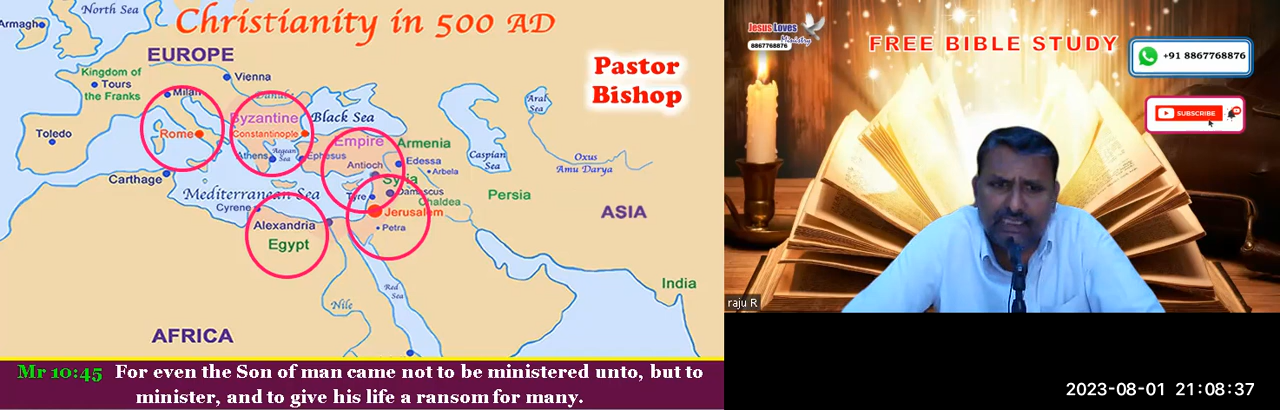 Christianity in 500 AD
North Sea
Armagh
EUROPE
Vienna
Kingdom of
Tours
the Franks
Milan
Danube
Byzantine
Black Sea
Aral
Sea
Pastor
Bishop
Toledo
Rome
Constantinople
Empire
Armenia
Athens
Aegean
Sea
Ephesus
Antioch
Edessa
Arbela
Caspian
Sea
Oxus
Amu Darya
Carthage
Syria
Mediterranean Sea
Tyre
Damascus
Chaldea
Persia
Cyrene
Jerusalem
ASIA
Alexandria
Petra
Egypt
Red
Sea
India
Nile
AFRICA
Mr 10:45 For even the Son of man came not to be ministered unto, but to
minister, and to give his life a ransom for many.
Jesus Loves
Ministry
8867768876
FREE BIBLE STUDY
+91 8867768876
SUBSCRIBE
raju R
2023-08-01 21:08:37